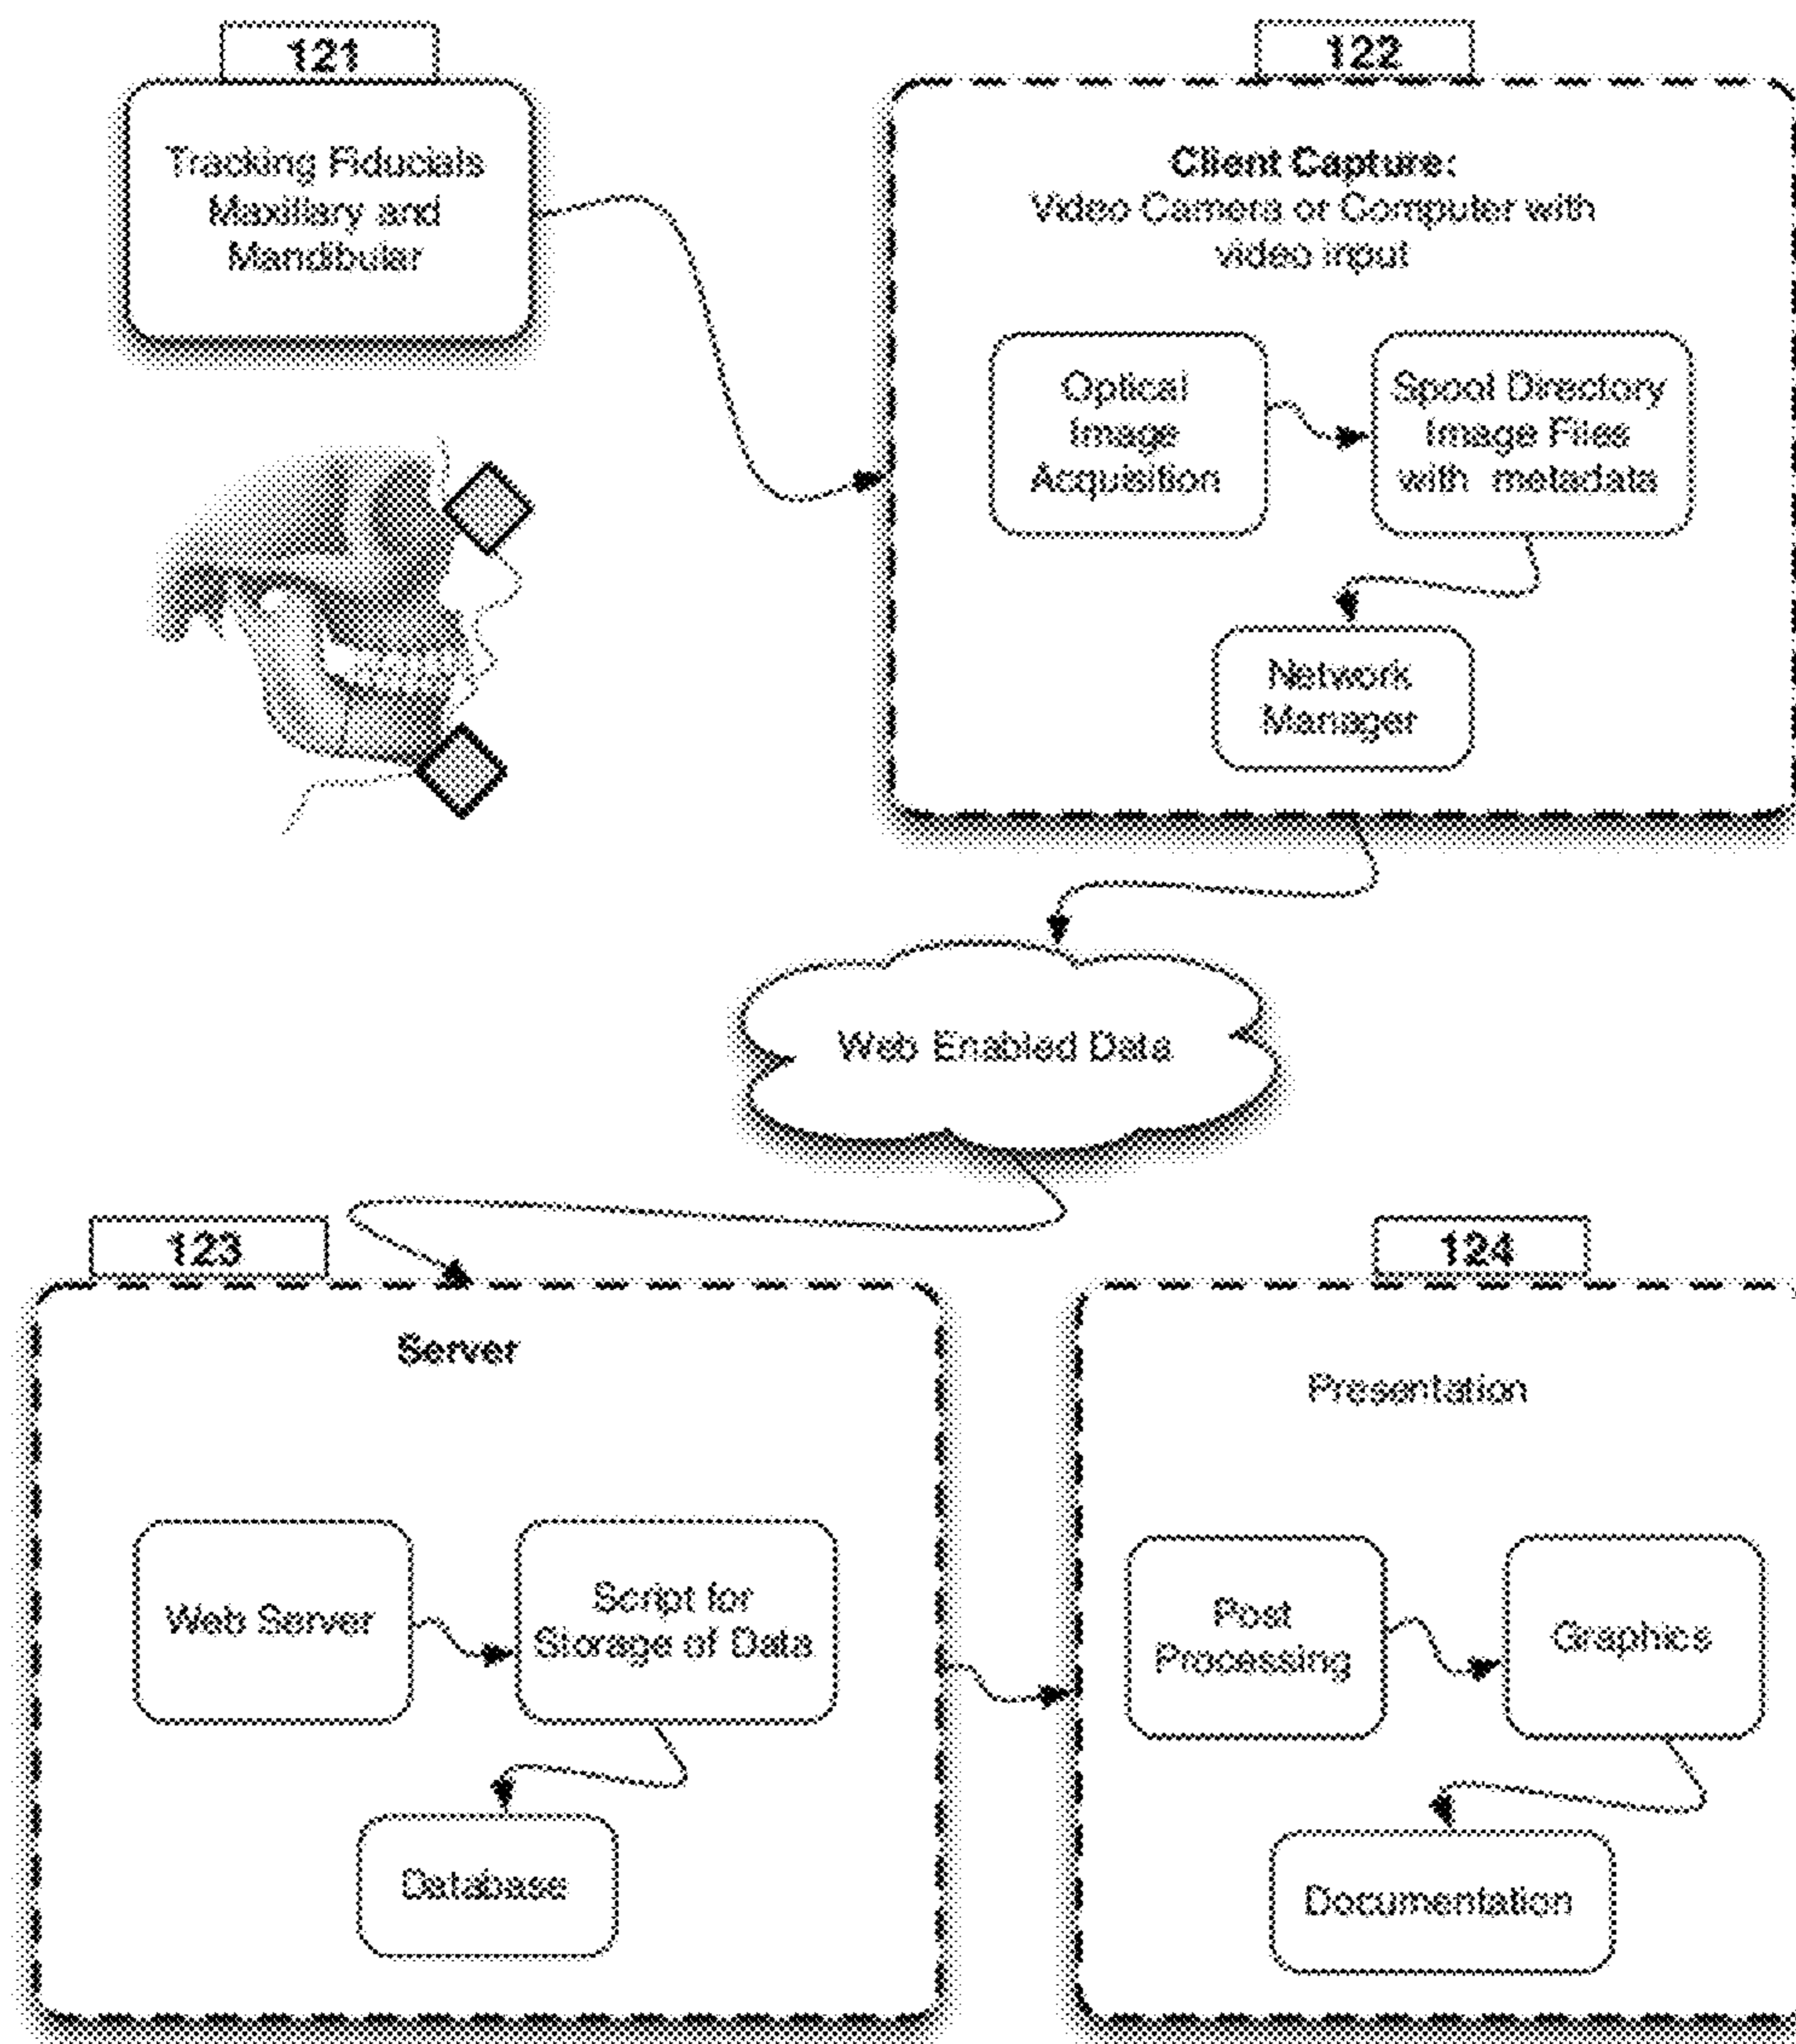 121
Tracking Fiducials
Maxillary and
Mandibular
122
Client Capture:
Video Camera or Computer with
video input
Optical
Image
Acquisition
Spool Directory
Image Files
with metadata
Network
Manager
Web Enabled Data
123
Server
Web Server
Script for
Storage of Data
Database
124
Presentation
Post
Processing
Graphics
Documentation